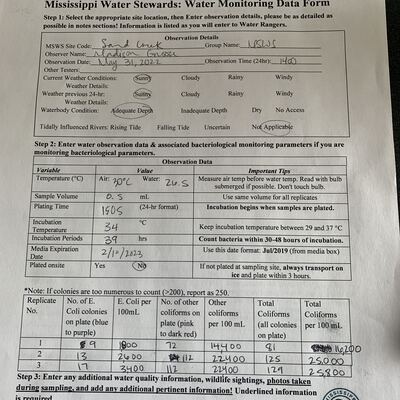 Mississippi Water Stewards: Water Monitoring Data Form
Step 1: Select the appropriate site location, then Enter observation details, please be as detailed as
possible in notes sections! Information is listed as you will enter to Water Rangers.
Observation Details
MSWS Site Code: Sand Creek Group Name: MSWS
Observer Name: Madison
Observation Date: May 31, 2022 Observation Time (24hr): 1400
Other Testers:
Current Weather Conditions: Sunny Cloudy Rainy Windy
Weather Details:
Weather previous 24-hr: Sunny Cloudy Rainy Windy
Weather Details:
Waterbody Condition: Adequate Depth Inadequate Depth Dry No Access
Tidally Influenced Rivers: Rising Tide Falling Tide Uncertain Not Applicable
Step 2: Enter water observation data & associated bacteriological monitoring parameters if you are
monitoring bacteriological parameters.
Observation Data
Variable Value Important Tips
Temperature (°C) Air: 30°C Water: 26.5 Measure air temp before water temp. Read with bulb
submerged if possible. Don't touch bulb.
Sample Volume 0.5 mL Use same volume for all replicates
Plating Time 1505 (24-hr format) Incubation begins when samples are plated.
Incubation
Temperature 34 °C Keep incubation temperature between 29 and 37 °C
Incubation Periods 39 hrs Count bacteria within 30-48 hours of incubation.
Media Expiration
Date 2/10/2023 Use this date format: Jul/2019 (from media box)
Plated onsite Yes No If not plated at sampling site, always transport on
ice and plate within 3 hours.
*Note: If colonies are too numerous to count (>200), report as 250.
Replicate
No. No. of E.
Coli colonies
on plate (blue
to purple) E. Coli per
100mL No. of other
coliforms on
plate (pink
to dark red) Other
coliforms
per 100 mL Total
Coliforms
(all colonies
on plate) Total
Coliforms
per 100 mL
1 9 1800 72 14400 81 16200
2 13 2600 112 22400 125 25,000
3 17 3400 112 22400 129 25800
Step 3: Enter any additional water quality information, wildlife sightings, photos taken
during sampling, and add any additional pertinent information! Underlined information
is required
MISSISSIPPI